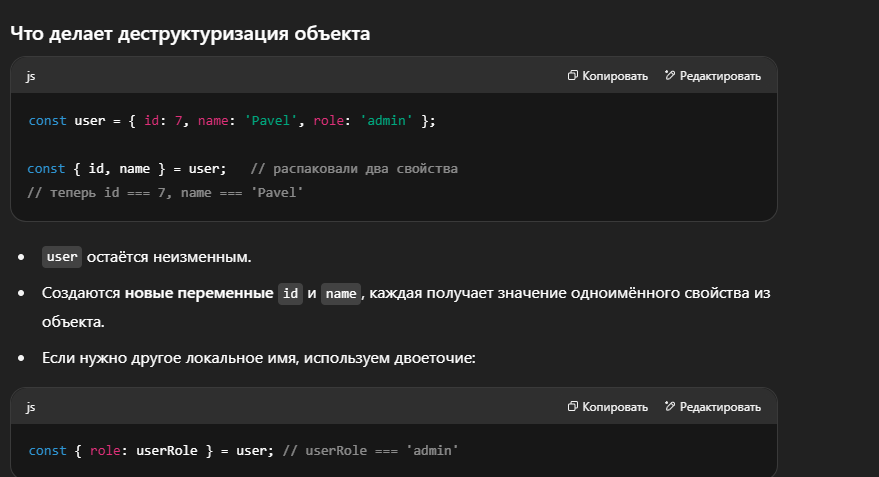 Что делает деструктуризация объекта
js Копировать Редактировать
const user = { id: 7, name: 'Pavel', role: 'admin' };
const { id, name } = user; // распаковали два свойства
// теперь id === 7, name === 'Pavel'
• user остаётся неизменным.
• Создаются новые переменные id и name, каждая получает значение одноимённого свойства из
объекта.
• Если нужно другое локальное имя, используем двоеточие:
js Копировать Редактировать
const { role: userRole } = user; // userRole === 'admin'